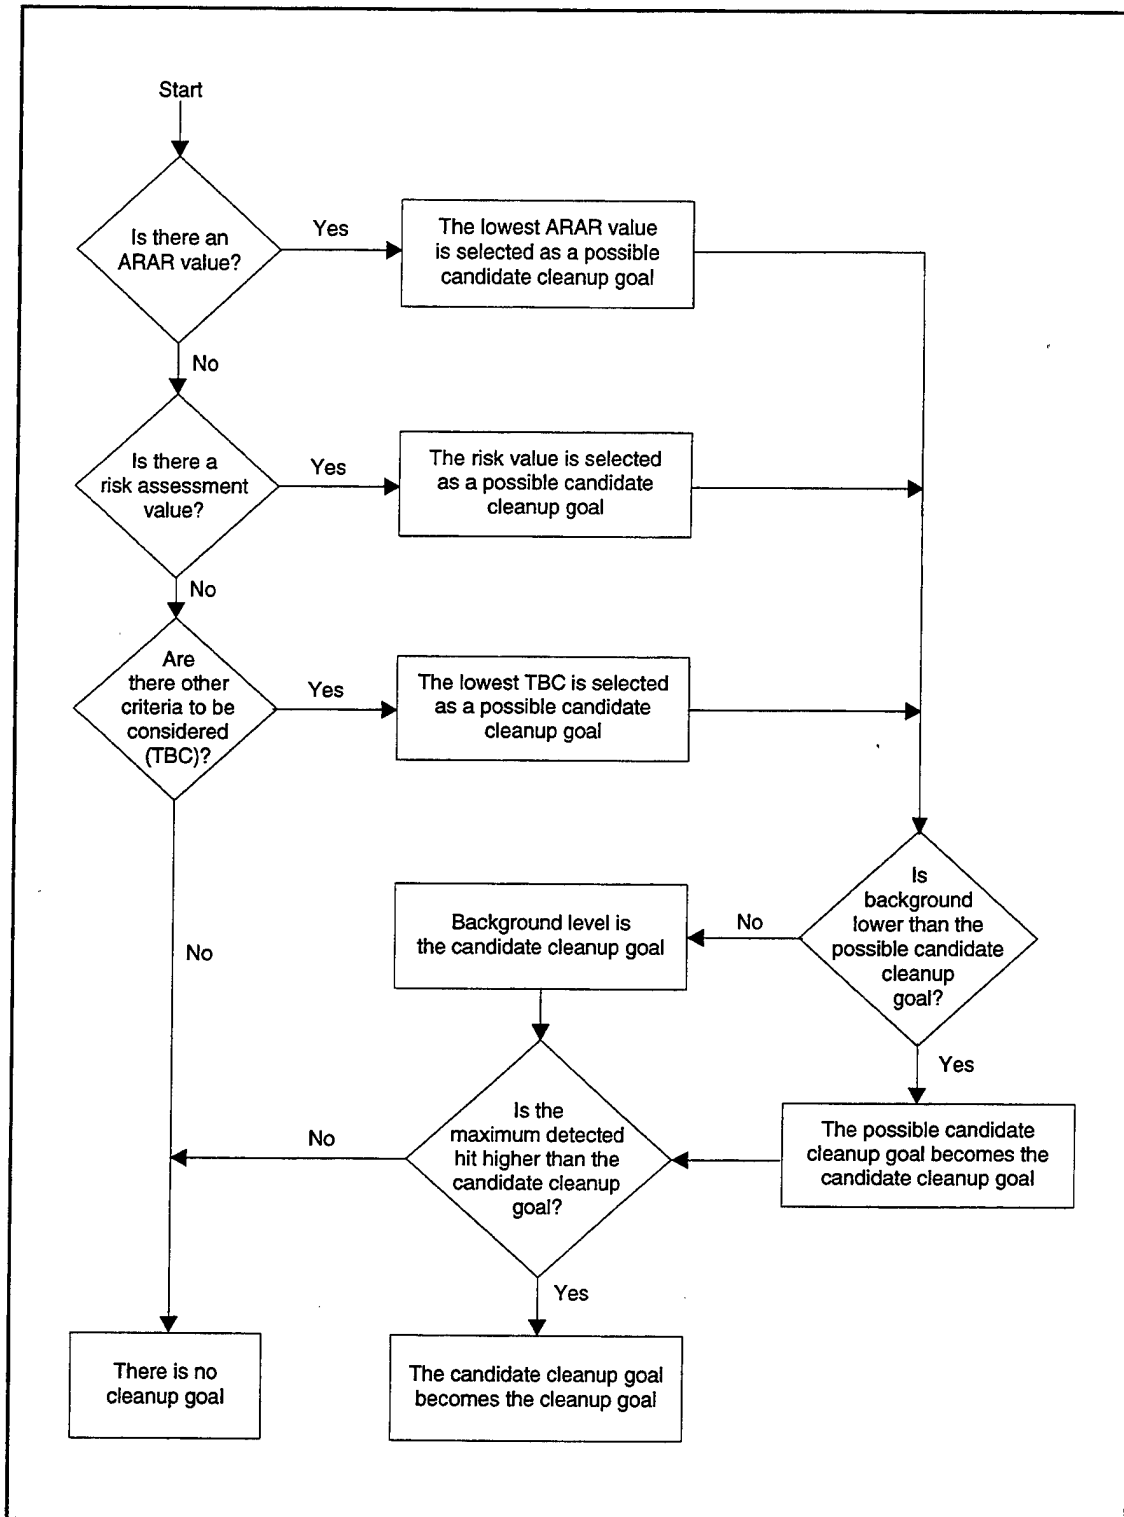 Start
Is there an
ARAR value?
Yes
The lowest ARAR value
is selected as a possible
candidate cleanup goal
No
Is there a
risk assessment
value?
Yes
The risk value is selected
as a possible candidate
cleanup goal
No
Are
there other
criteria to be
considered
(TBC)?
Yes
The lowest TBC is selected
as a possible candidate
cleanup goal
Is
background
lower than the
possible candidate
cleanup
goal?
No
Background level is
the candidate cleanup goal
No
Yes
The possible candidate
cleanup goal becomes the
candidate cleanup goal
Is the
maximum detected
hit higher than the
candidate cleanup
goal?
No
Yes
There is no
cleanup goal
The candidate cleanup goal
becomes the cleanup goal